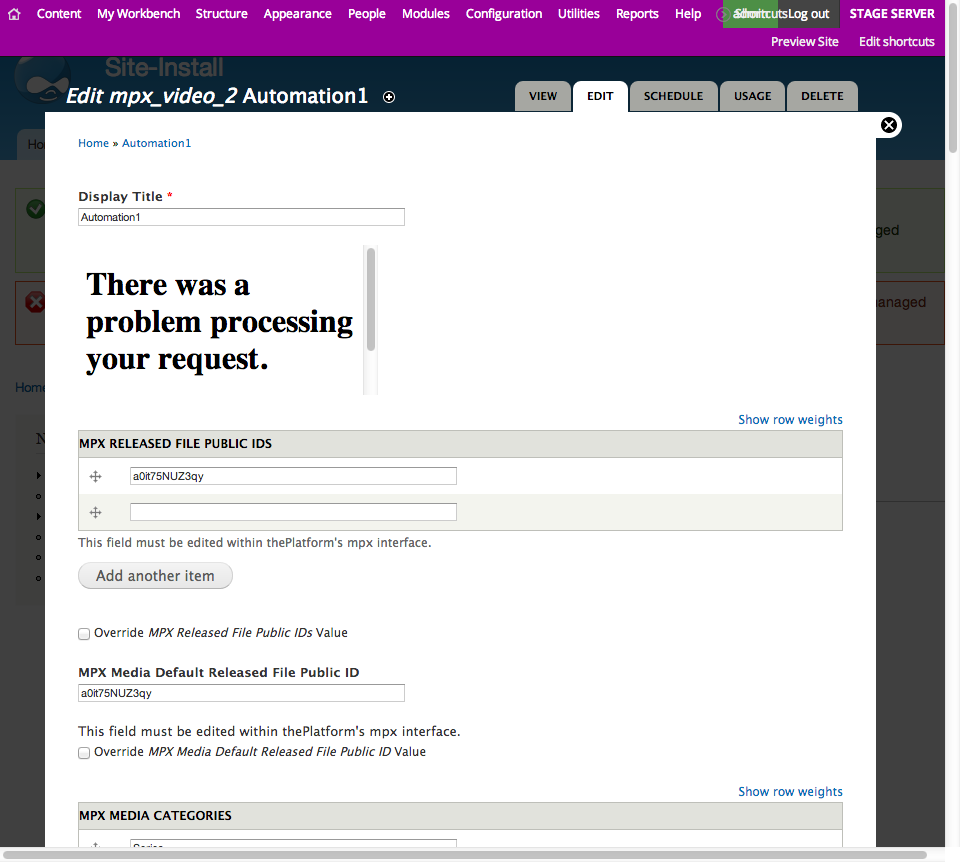 Content My Workbench Structure Appearance People Modules Configuration Utilities Reports Help Log out STAGE SERVER
Preview Site Edit shortcuts
Site-Install
Edit mpx_video_2 Automation1
VIEW EDIT SCHEDULE USAGE DELETE
Home » Automation1
Display Title *
Automation1
There was a
problem processing
your request.
Home
Show row weights
MPX RELEASED FILE PUBLIC IDS
a0it75NUZ3qy
This field must be edited within thePlatform's mpx interface.
Add another item
Override MPX Released File Public IDs Value
MPX Media Default Released File Public ID
a0it75NUZ3qy
This field must be edited within thePlatform's mpx interface.
Override MPX Media Default Released File Public ID Value
Show row weights
MPX MEDIA CATEGORIES
Series